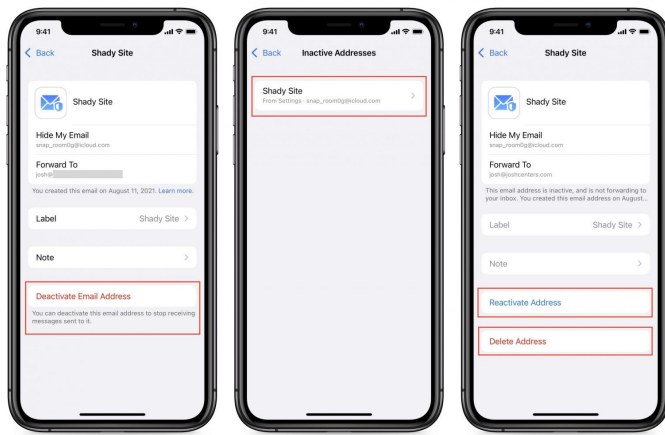 9:41
Back
Shady Site
Shady Site
Hide My Email
snap_room0g@icloud.com
Forward To
josh@
You created this email on August 11, 2021. Learn more.
Label
Shady Site
Note
Deactivate Email Address
You can deactivate this email address to stop receiving
messages sent to it.
9:41
Back
Inactive Addresses
Shady Site
From Settings · snap_room0g@icloud.com
9:41
Back
Shady Site
Shady Site
Hide My Email
snap_room0g@icloud.com
Forward To
josh@joshcenters.com
This email address is inactive, and is not forwarding to
your inbox. You created this email address on August...
Label
Shady Site
Note
Reactivate Address
Delete Address